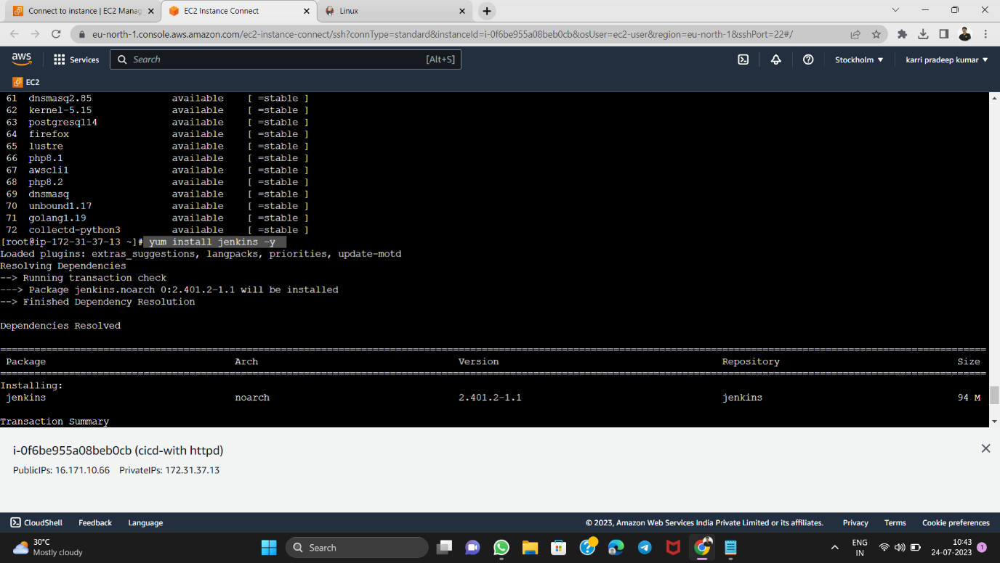 Connect to instance | EC2 Manag
EC2 Instance Connect
Linux
eu-north-1.console.aws.amazon.com/ec2-instance-connect/ssh?connType=standard&instanceId=i-0f6be955a08beb0cb&osUser=ec2-user&region=eu-north-1&sshPort=22#/
aws
Services
Search
[Alt+S]
Stockholm
karri pradeep kumar
EC2
61 dnsmasq2.85 available [ =stable ]
62 kernel-5.15 available [ =stable ]
63 postgresql14 available [ =stable ]
64 firefox available [ =stable ]
65 lustre available [ =stable ]
66 php8.1 available [ =stable ]
67 awscli1 available [ =stable ]
68 php8.2 available [ =stable ]
69 dnsmasq available [ =stable ]
70 unbound1.17 available [ =stable ]
71 golang1.19 available [ =stable ]
72 collectd-python3 available [ =stable ]
[root@ip-172-31-37-13 ~]# yum install jenkins -y
Loaded plugins: extras_suggestions, langpacks, priorities, update-motd
Resolving Dependencies
--> Running transaction check
---> Package jenkins.noarch 0:2.401.2-1.1 will be installed
--> Finished Dependency Resolution
Dependencies Resolved
Package Arch Version Repository Size
Installing:
jenkins noarch 2.401.2-1.1 jenkins 94 M
Transaction Summary
i-0f6be955a08beb0cb (cicd-with httpd)
PublicIPs: 16.171.10.66 PrivateIPs: 172.31.37.13
CloudShell Feedback Language
© 2023, Amazon Web Services India Private Limited or its affiliates. Privacy Terms Cookie preferences
30°C
Mostly cloudy
Search
ENG
IN
10:43
24-07-2023
1